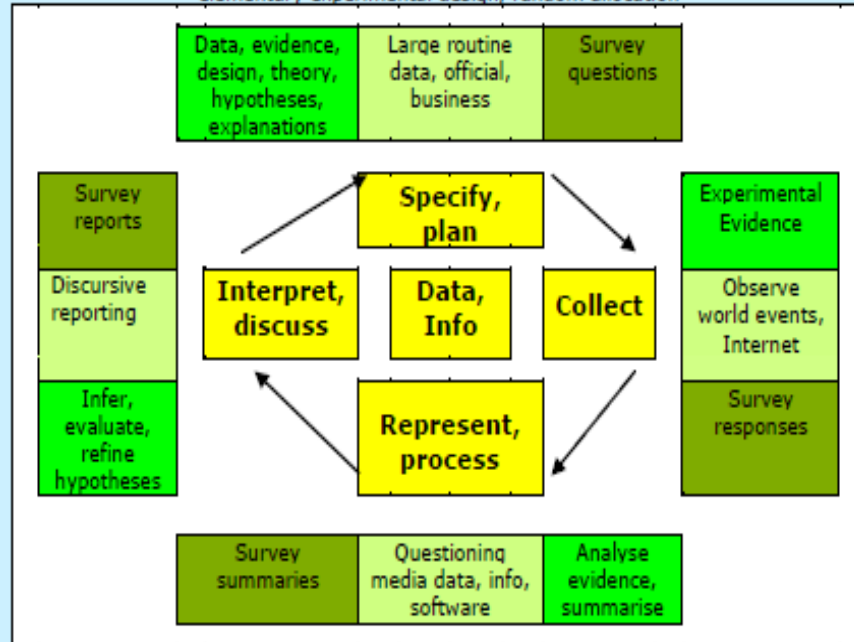 Data, evidence,
design, theory,
hypotheses,
explanations
Large routine
data, official,
business
Survey
questions
Survey
reports
Specify,
plan
Experimental
Evidence
Discursive
reporting
Interpret,
discuss
Data,
Info
Collect
Observe
world events,
Internet
Infer,
evaluate,
refine
hypotheses
Represent,
process
Survey
responses
Survey
summaries
Questioning
media data, info,
software
Analyse
evidence,
summarise